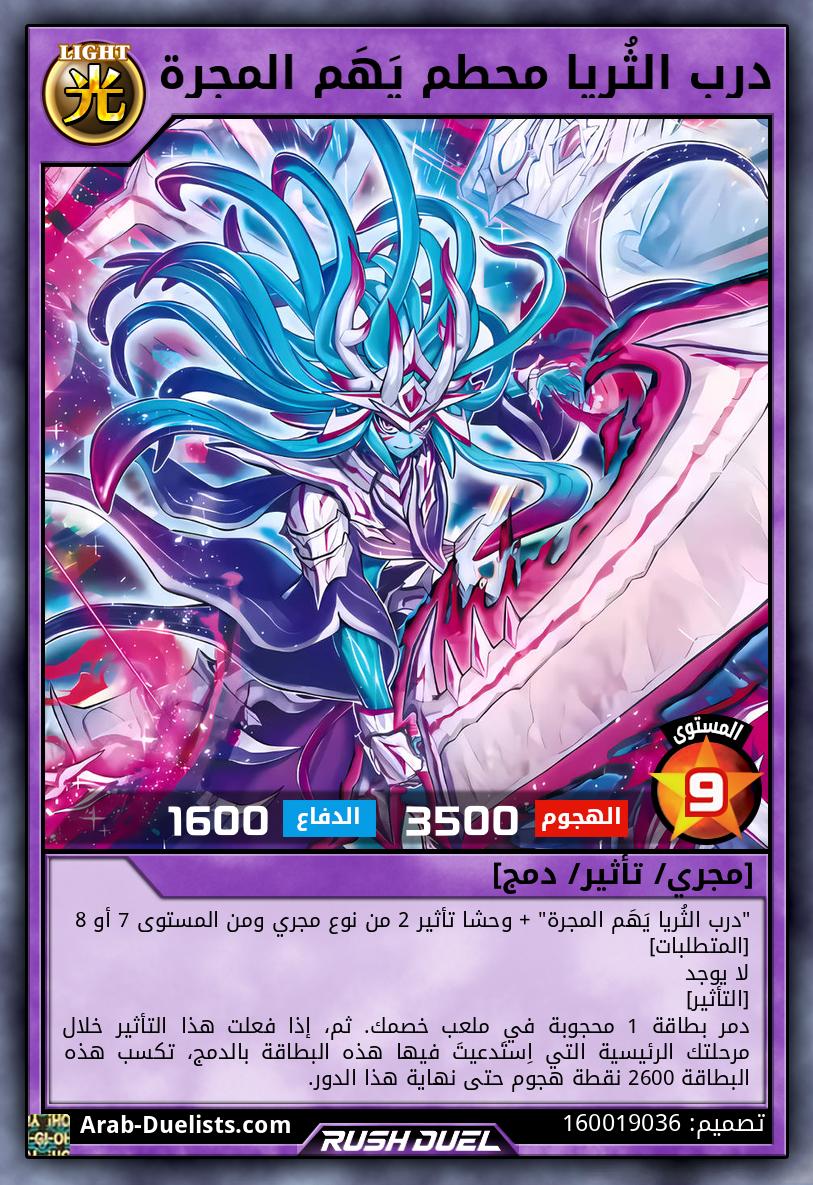 LIGHT
光
درب الثُريا محطم يَهَم المجرة
المستوى
9
الهجوم 3500 الدفاع 1600
[مجري/ تأثير/ دمج]
"درب الثُريا يَهَم المجرة" + وحشا تأثير 2 من نوع مجري ومن المستوى 7 أو 8
[المتطلبات]
لا يوجد
[التأثير]
دمر بطاقة 1 محجوبة في ملعب خصمك. ثم، إذا فعلت هذا التأثير خلال
مرحلتك الرئيسية التي اِستَدعيتَ فيها هذه البطاقة بالدمج، تكسب هذه
البطاقة 2600 نقطة هجوم حتى نهاية هذا الدور.
تصميم: 160019036
RUSH DUEL
Arab-Duelists.com